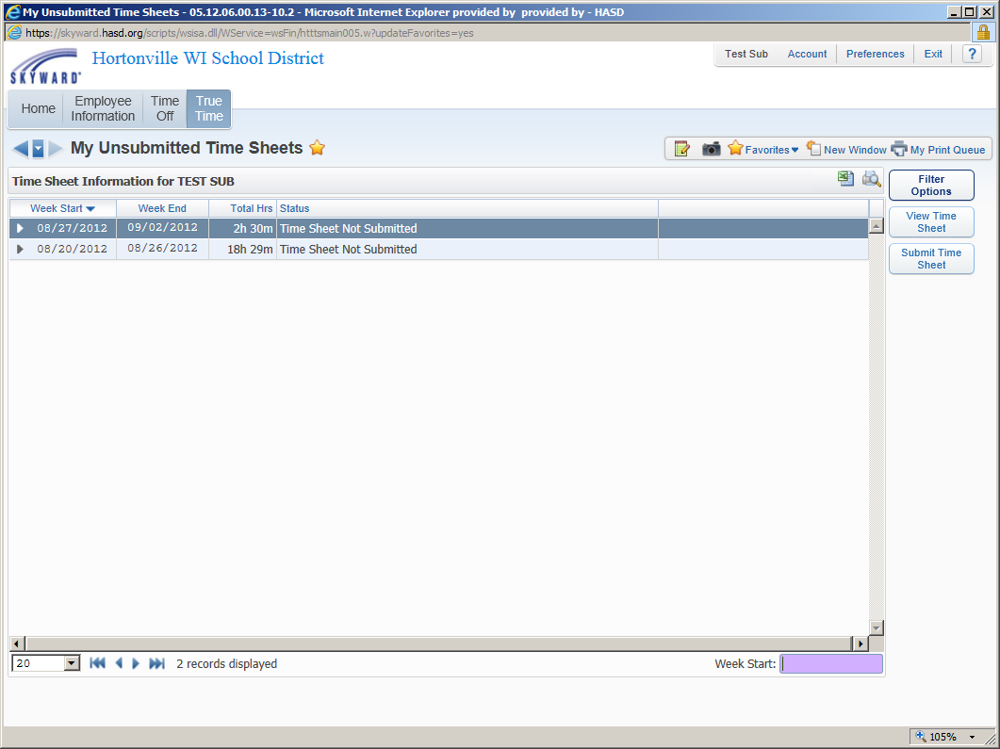 My Unsubmitted Time Sheets - 05.12.06.00.13-10.2 - Microsoft Internet Explorer provided by  provided by - HASD
https://skyward.hasd.org/scripts/wsisa.dll/WService=wsFin/htttsmain005.w?updateFavorites=yes
SKYWARD®
Hortonville WI School District
Test Sub
Account
Preferences
Exit
?
Home
Employee Information
Time Off
True Time
My Unsubmitted Time Sheets
Favorites
New Window
My Print Queue
Time Sheet Information for TEST SUB
Filter Options
View Time Sheet
Submit Time Sheet
Week Start Week End Total Hrs Status
08/27/2012 09/02/2012 2h 30m Time Sheet Not Submitted
08/20/2012 08/26/2012 18h 29m Time Sheet Not Submitted
20
2 records displayed
Week Start:
105%